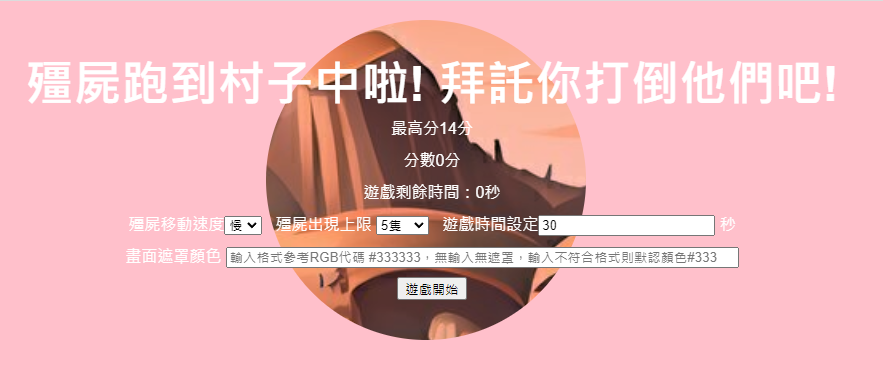 殭屍跑到村子中啦! 拜託你打倒他們吧!
最高分14分
分數0分
遊戲剩餘時間：0秒
殭屍移動速度 慢 殭屍出現上限 5隻 遊戲時間設定 30 秒
畫面遮罩顏色 輸入格式參考RGB代碼 #333333，無輸入無遮罩，輸入不符合格式則默認顏色#333
遊戲開始